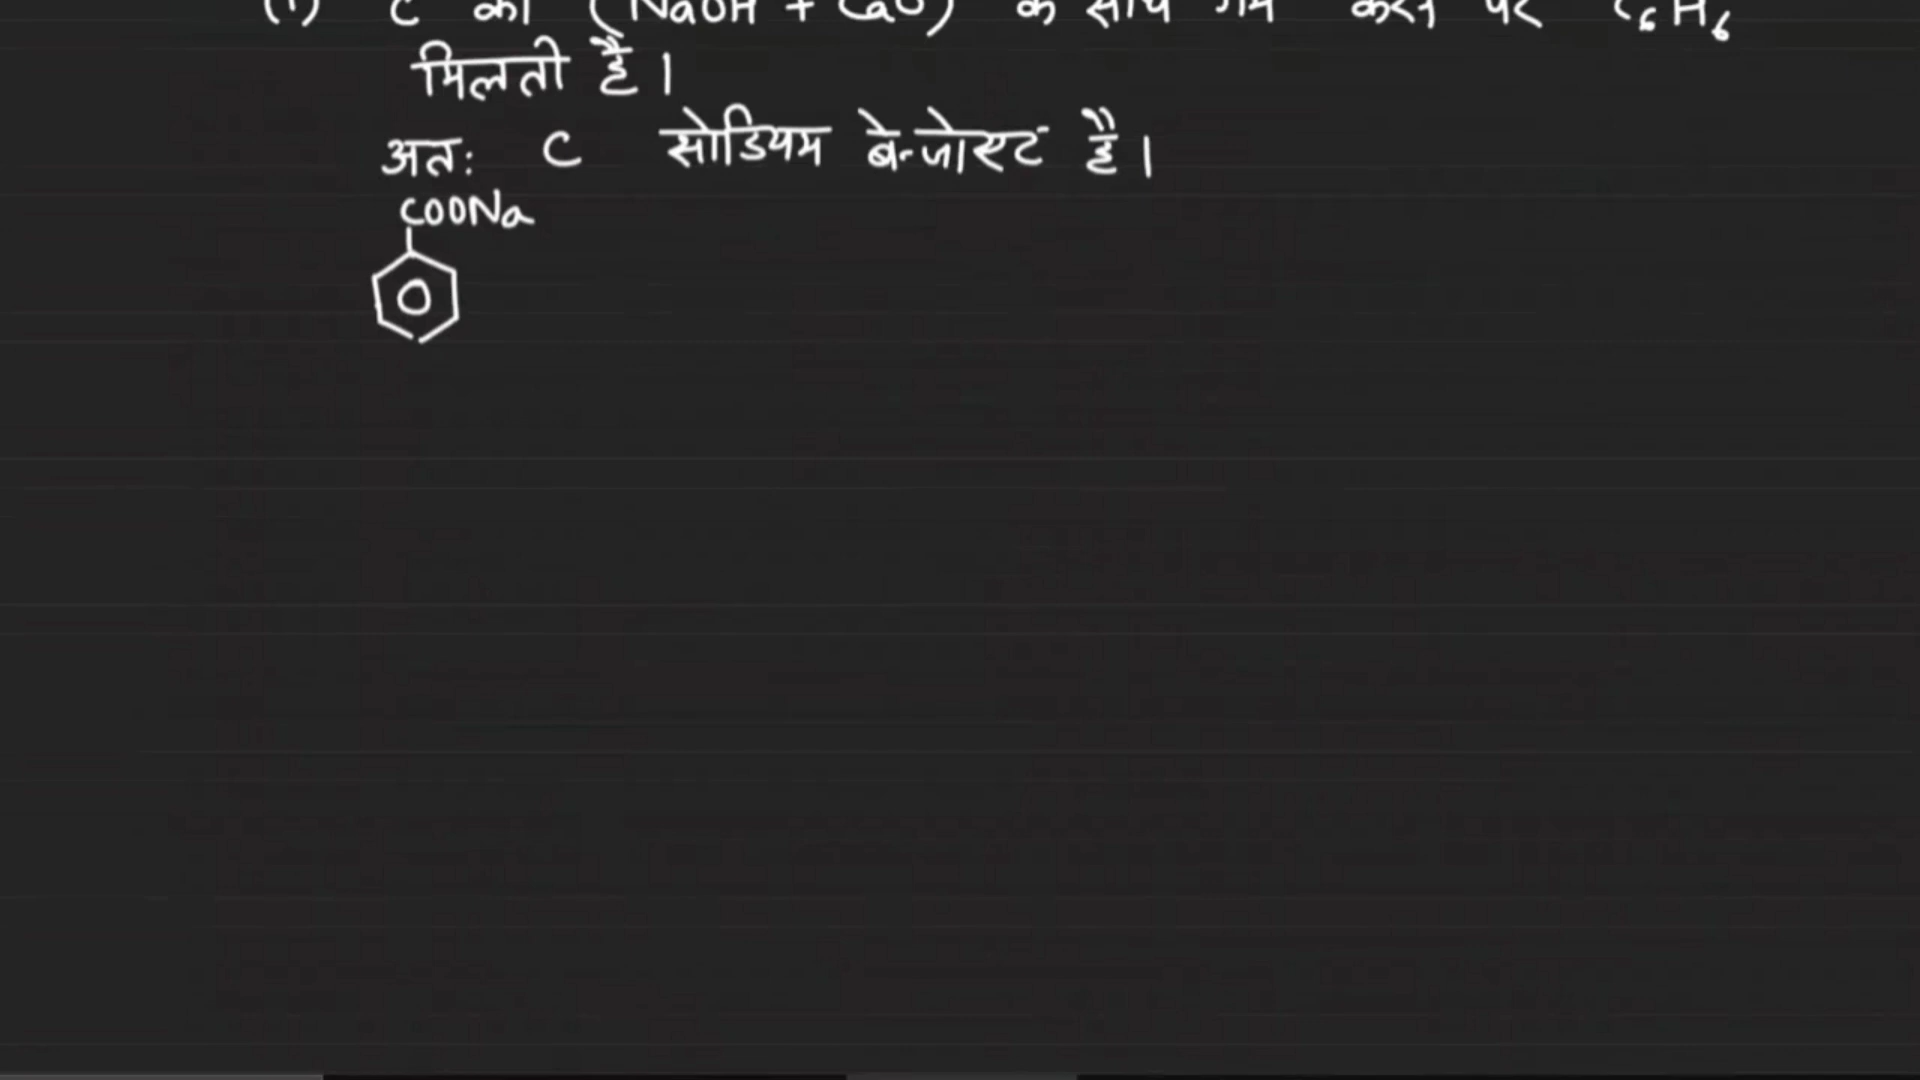 (i) C को (NaOH + CaO) के साथ गर्म करने पर C₆H₆
मिलती है।
अतः C सोडियम बेन्जोएट है।
COONa